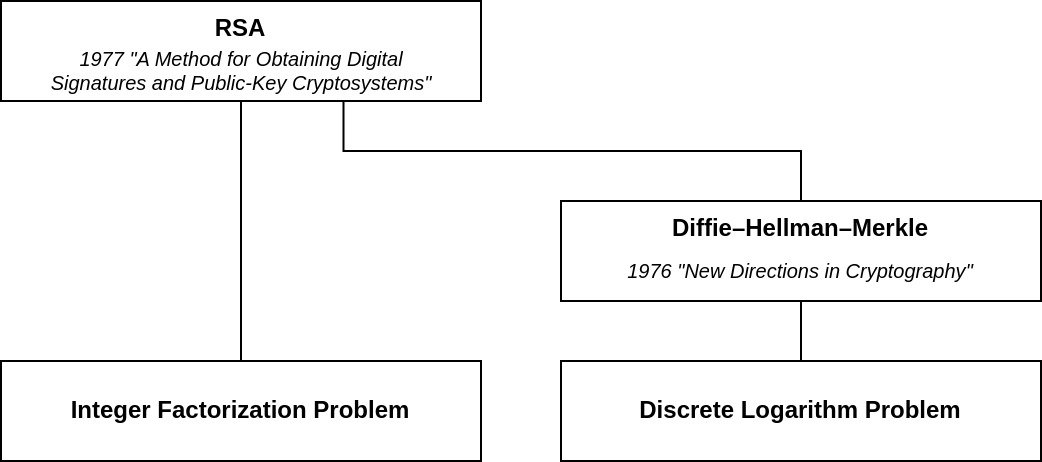 RSA
1977 "A Method for Obtaining Digital
Signatures and Public-Key Cryptosystems"
Diffie–Hellman–Merkle
1976 "New Directions in Cryptography"
Integer Factorization Problem
Discrete Logarithm Problem